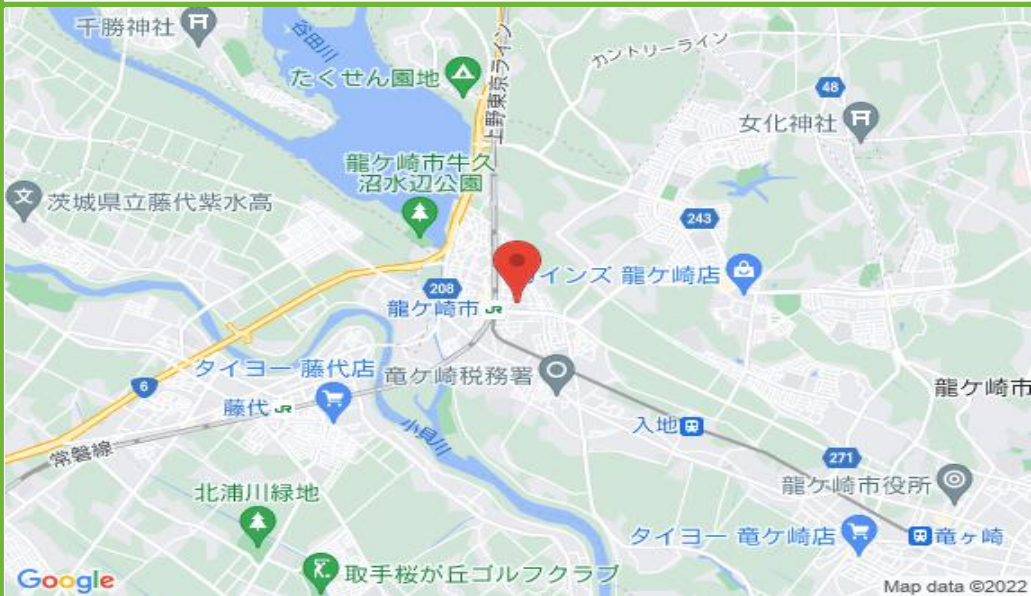 千勝神社
谷田川
たくせん園地
上野東京ライン
カントリーライン
48
女化神社
龍ケ崎市牛久
沼水辺公園
茨城県立藤代紫水高
243
インズ 龍ケ崎店
208
龍ケ崎市 JR
6
タイヨー 藤代店
竜ケ崎税務署
龍ケ崎市
藤代 JR
小貝川
入地
常磐線
271
北浦川緑地
龍ケ崎市役所
タイヨー 竜ケ崎店
竜ヶ崎
取手桜が丘ゴルフクラブ
Google
Map data ©2022